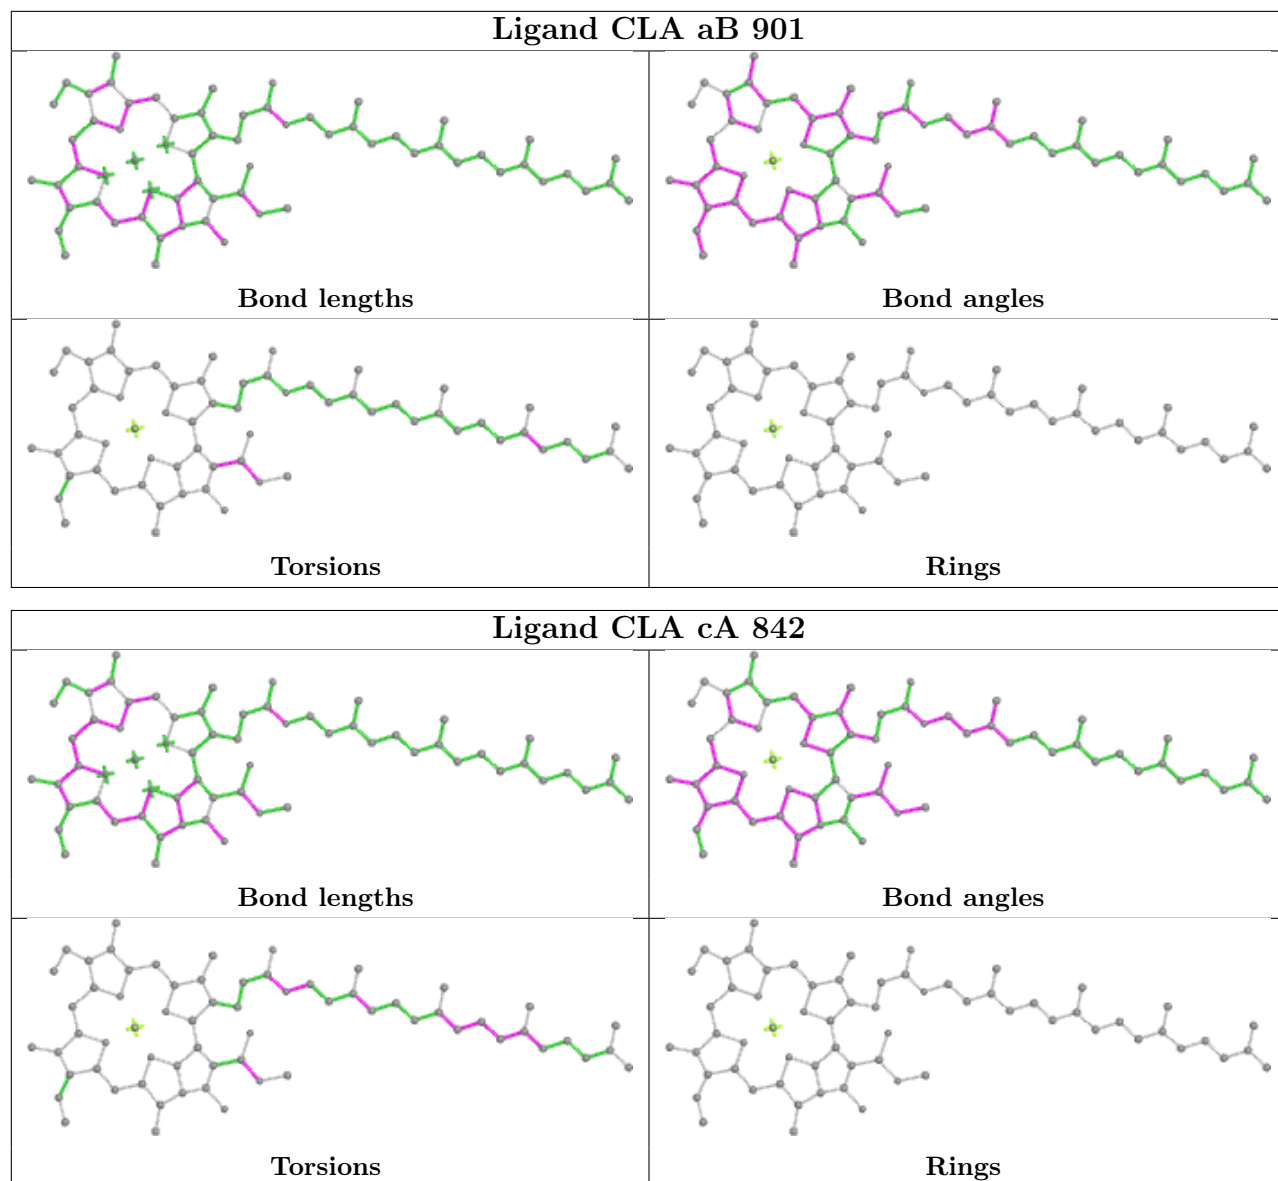 Ligand CLA aB 901
Bond lengths
Bond angles
Torsions
Rings
Ligand CLA cA 842
Bond lengths
Bond angles
Torsions
Rings